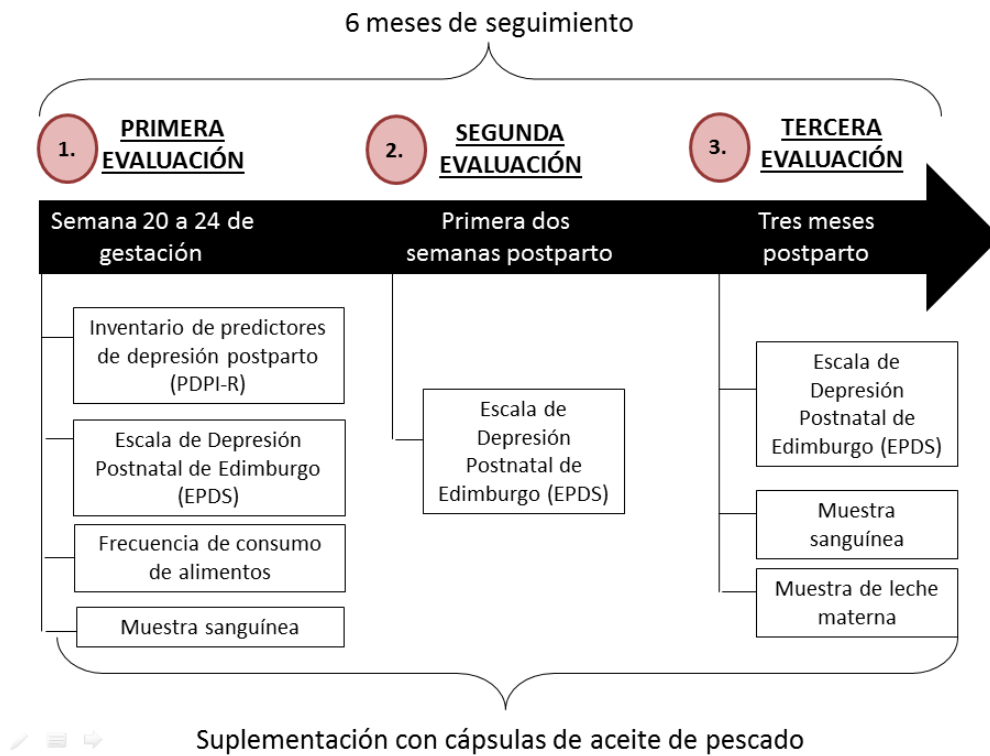 6 meses de seguimiento
1.
PRIMERA
EVALUACIÓN
2.
SEGUNDA
EVALUACIÓN
3.
TERCERA
EVALUACIÓN
Semana 20 a 24 de
gestación
Primera dos
semanas postparto
Tres meses
postparto
Inventario de predictores
de depresión postparto
(PDPI-R)
Escala de Depresión
Postnatal de Edimburgo
(EPDS)
Frecuencia de consumo
de alimentos
Muestra sanguínea
Escala de
Depresión
Postnatal de
Edimburgo (EPDS)
Escala de
Depresión
Postnatal de
Edimburgo (EPDS)
Muestra
sanguínea
Muestra de leche
materna
Suplementación con cápsulas de aceite de pescado